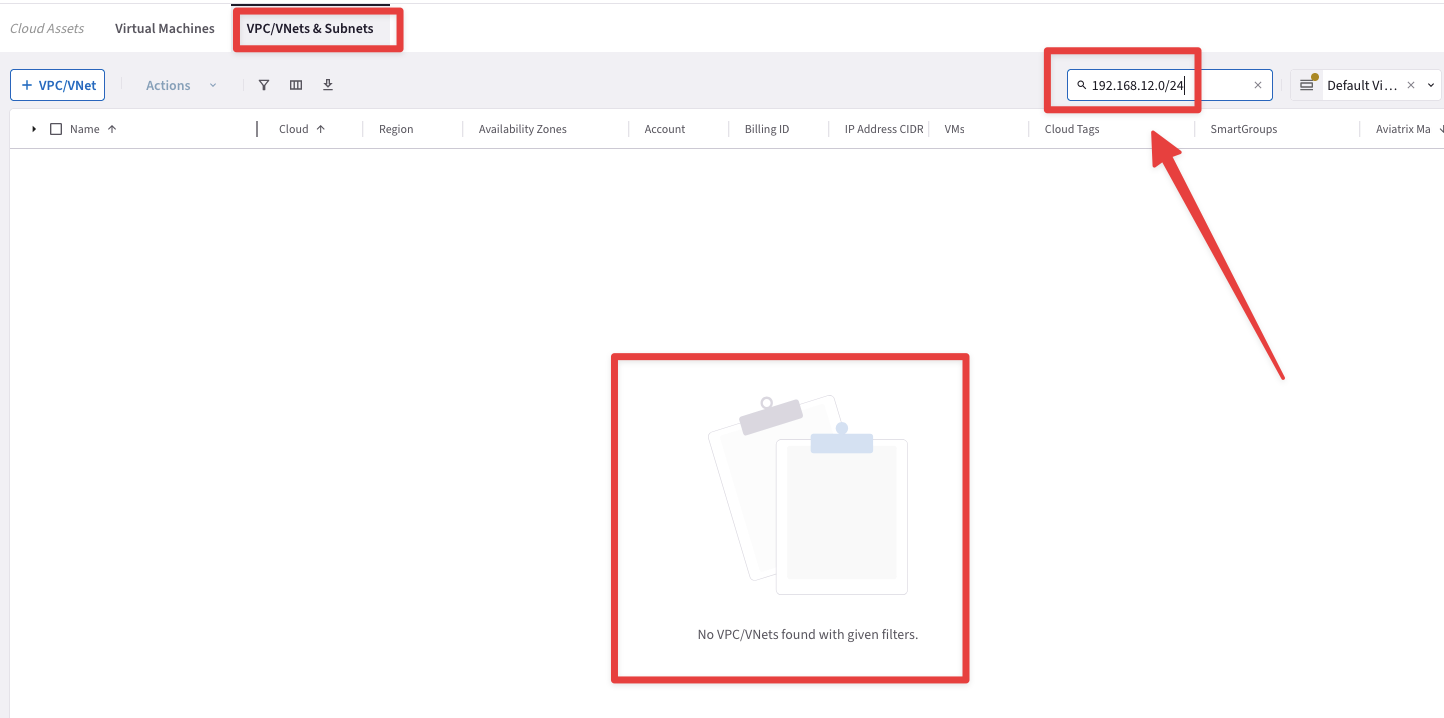 Cloud Assets Virtual Machines VPC/VNets & Subnets
+ VPC/VNet Actions 192.168.12.0/24 Default Vi...
Name Cloud Region Availability Zones Account Billing ID IP Address CIDR VMs Cloud Tags SmartGroups Aviatrix Ma
No VPC/VNets found with given filters.